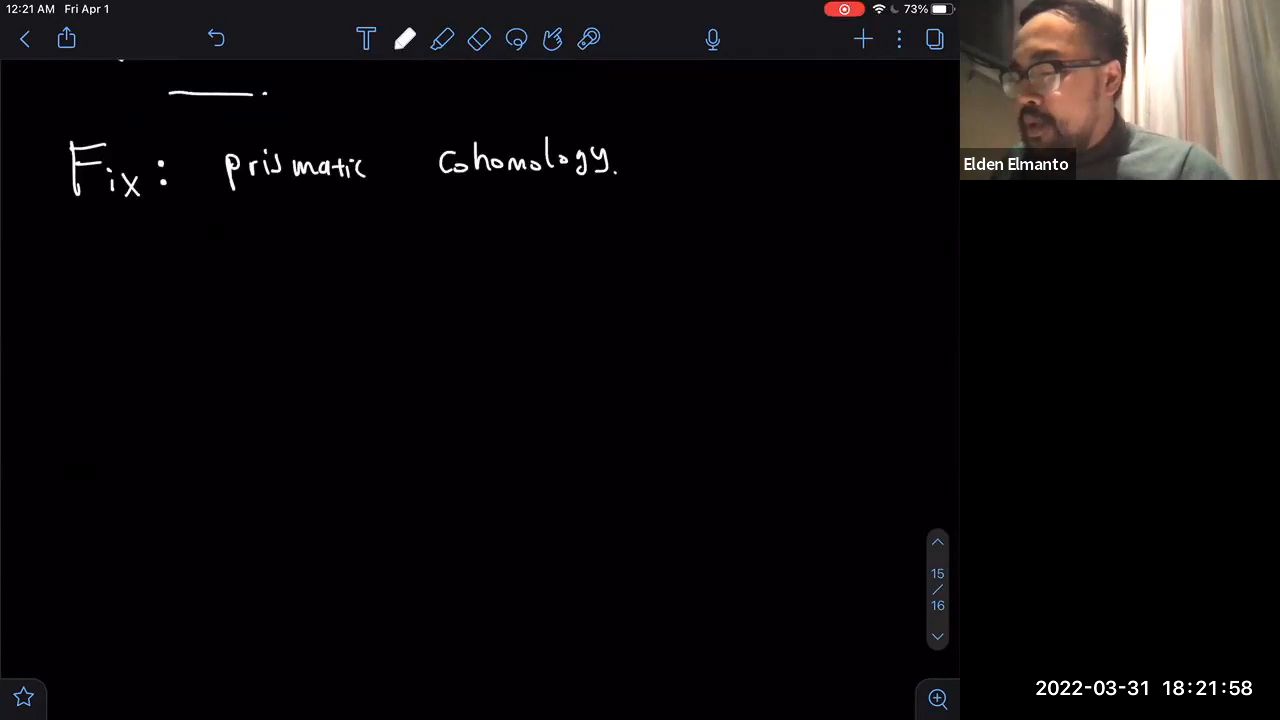 12:21 AM Fri Apr 1
73%
Fix: prismatic cohomology.
Elden Elmanto
15
16
2022-03-31 18:21:58